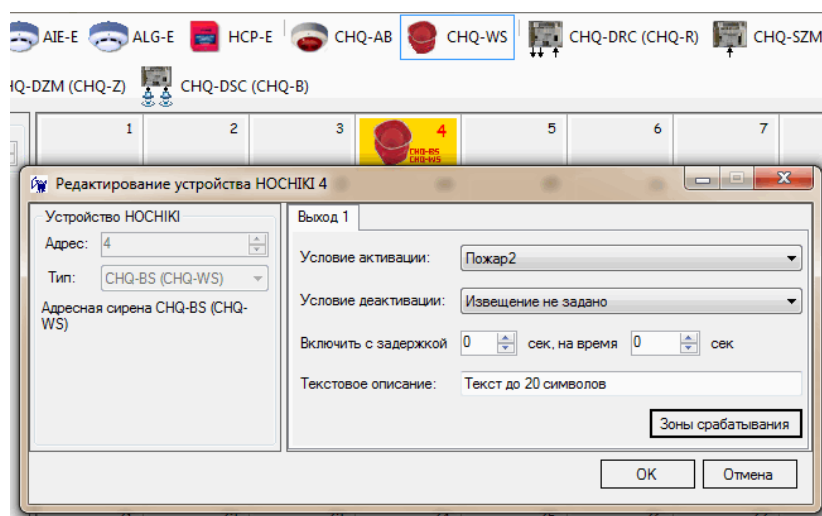 AIE-E ALG-E HCP-E CHQ-AB CHQ-WS CHQ-DRC (CHQ-R) CHQ-SZM
HQ-DZM (CHQ-Z) CHQ-DSC (CHQ-B)
1 2 3 4 5 6 7
CHQ-BS
CHQ-WS
Редактирование устройства HOCHIKI 4
Устройство HOCHIKI
Адрес: 4
Тип: CHQ-BS (CHQ-WS)
Адресная сирена CHQ-BS (CHQ-
WS)
Выход 1
Условие активации: Пожар2
Условие деактивации: Извещение не задано
Включить с задержкой 0 сек, на время 0 сек
Текстовое описание: Текст до 20 символов
Зоны срабатывания
OK Отмена